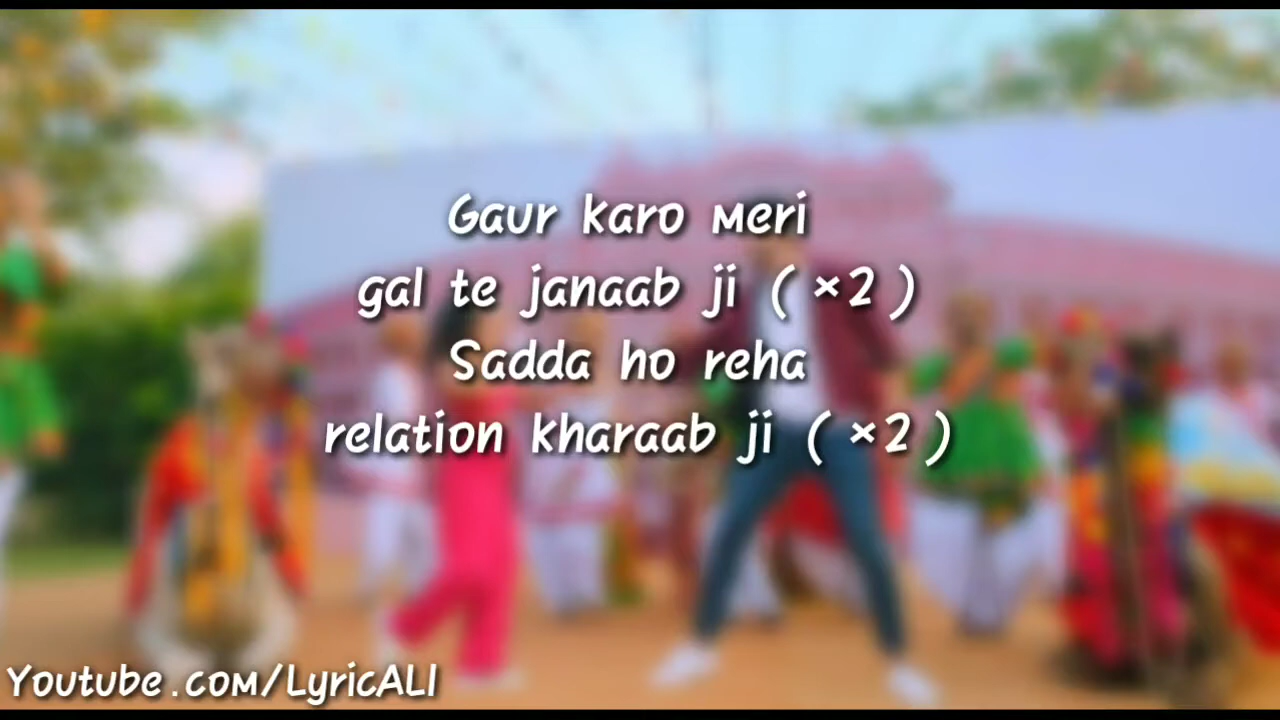 Gaur karo meri
gal te janaab ji ( ×2 )
Sadda ho reha
relation kharaab ji ( ×2 )
Youtube.com/LyricALI